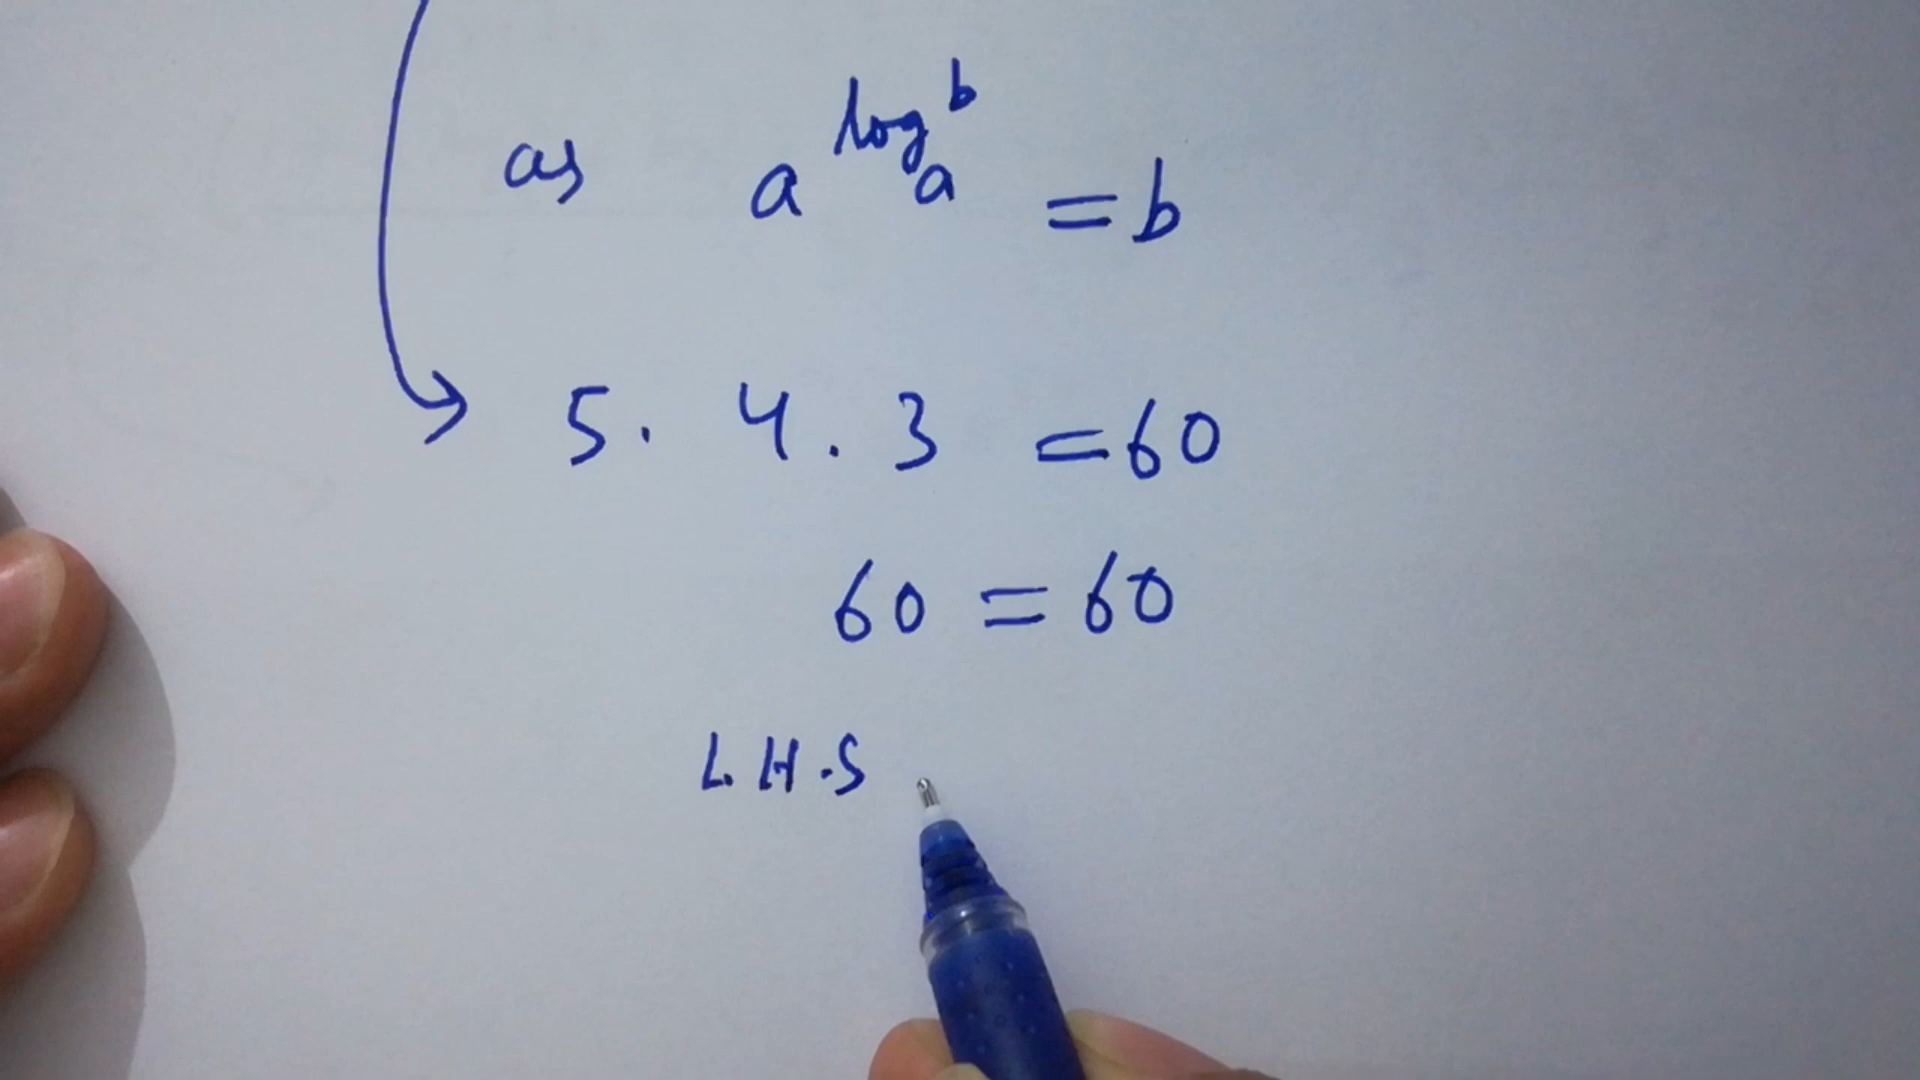 as a^log_a b = b
5. 4. 3 = 60
60 = 60
L.H.S